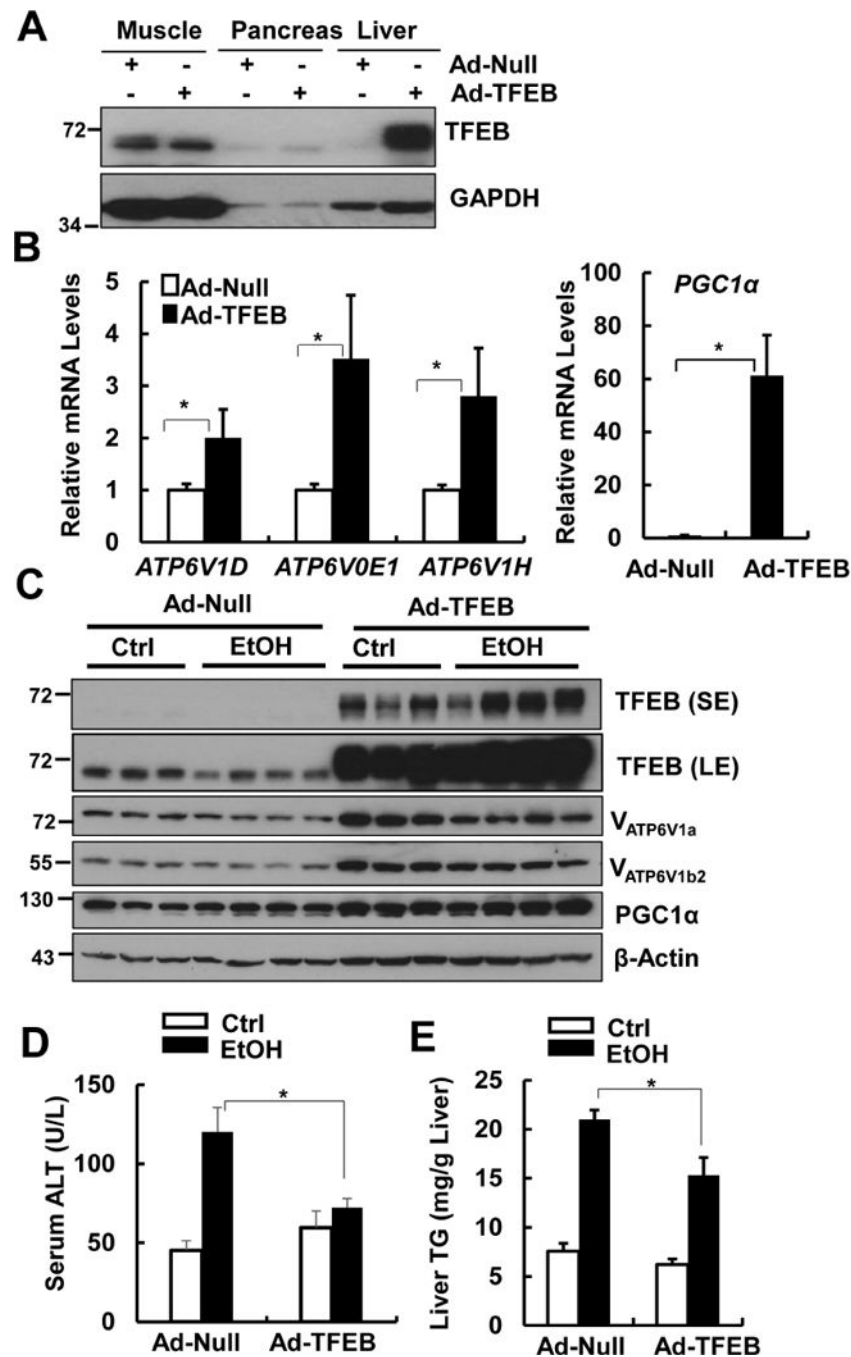 A
Muscle Pancreas Liver
+ - + - + - Ad-Null
- + - + - + Ad-TFEB
72 TFEB
GAPDH
34
B
Relative mRNA Levels
5
4
3
2
1
0
Ad-Null
Ad-TFEB
* * *
ATP6V1D ATP6V0E1 ATP6V1H
Relative mRNA Levels
100
80
60
40
20
0
PGC1α
*
Ad-Null Ad-TFEB
C
Ad-Null Ad-TFEB
Ctrl EtOH Ctrl EtOH
72 TFEB (SE)
72 TFEB (LE)
72 VATP6V1a
55 VATP6V1b2
130 PGC1α
43 β-Actin
D
Ctrl
EtOH
Serum ALT (U/L)
150
100
50
0
*
Ad-Null Ad-TFEB
E
Ctrl
EtOH
Liver TG (mg/g Liver)
25
20
15
10
5
0
*
Ad-Null Ad-TFEB